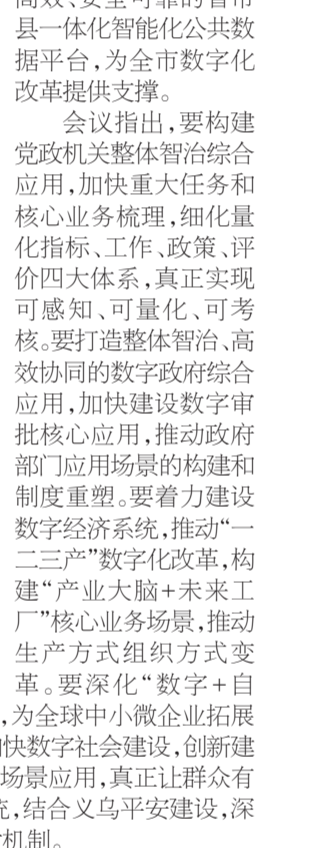 高效、安全可靠的省市
县一体化智能化公共数
据平台,为全市数字化
改革提供支撑。
会议指出,要构建
党政机关整体智治综合
应用,加快重大任务和
核心业务梳理,细化量
化指标、工作、政策、评
价四大体系,真正实现
可感知、可量化、可考
核。要打造整体智治、高
效协同的数字政府综合
应用,加快建设数字审
批核心应用,推动政府
部门应用场景的构建和
制度重塑。要着力建设
数字经济系统,推动“一
二三产”数字化改革,构
建“产业大脑+未来工
厂”核心业务场景,推动
生产方式组织方式变
革。要深化“数字+自
,为全球中小微企业拓展
快数字社会建设,创新建
场景应用,真正让群众有
,结合义乌平安建设,深
机制。